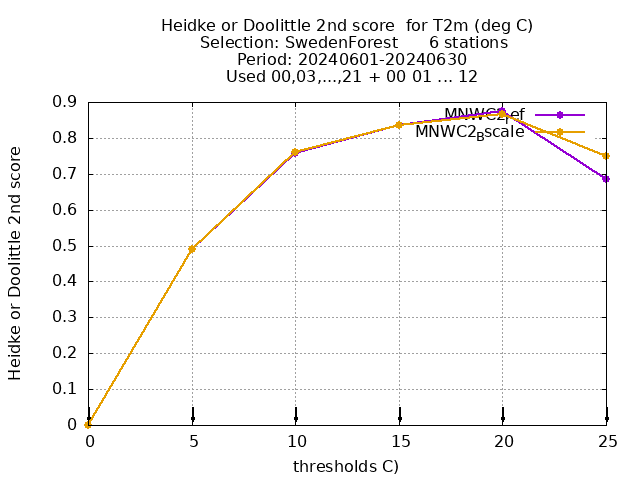 Heidke or Doolittle 2nd score for T2m (deg C)
Selection: SwedenForest 6 stations
Period: 20240601-20240630
Used 00,03,...,21 + 00 01 ... 12
Heidke or Doolittle 2nd score
0.9
0.8
0.7
0.6
0.5
0.4
0.3
0.2
0.1
0
MNWC2_Bscale
0 5 10 15 20 25
thresholds C)